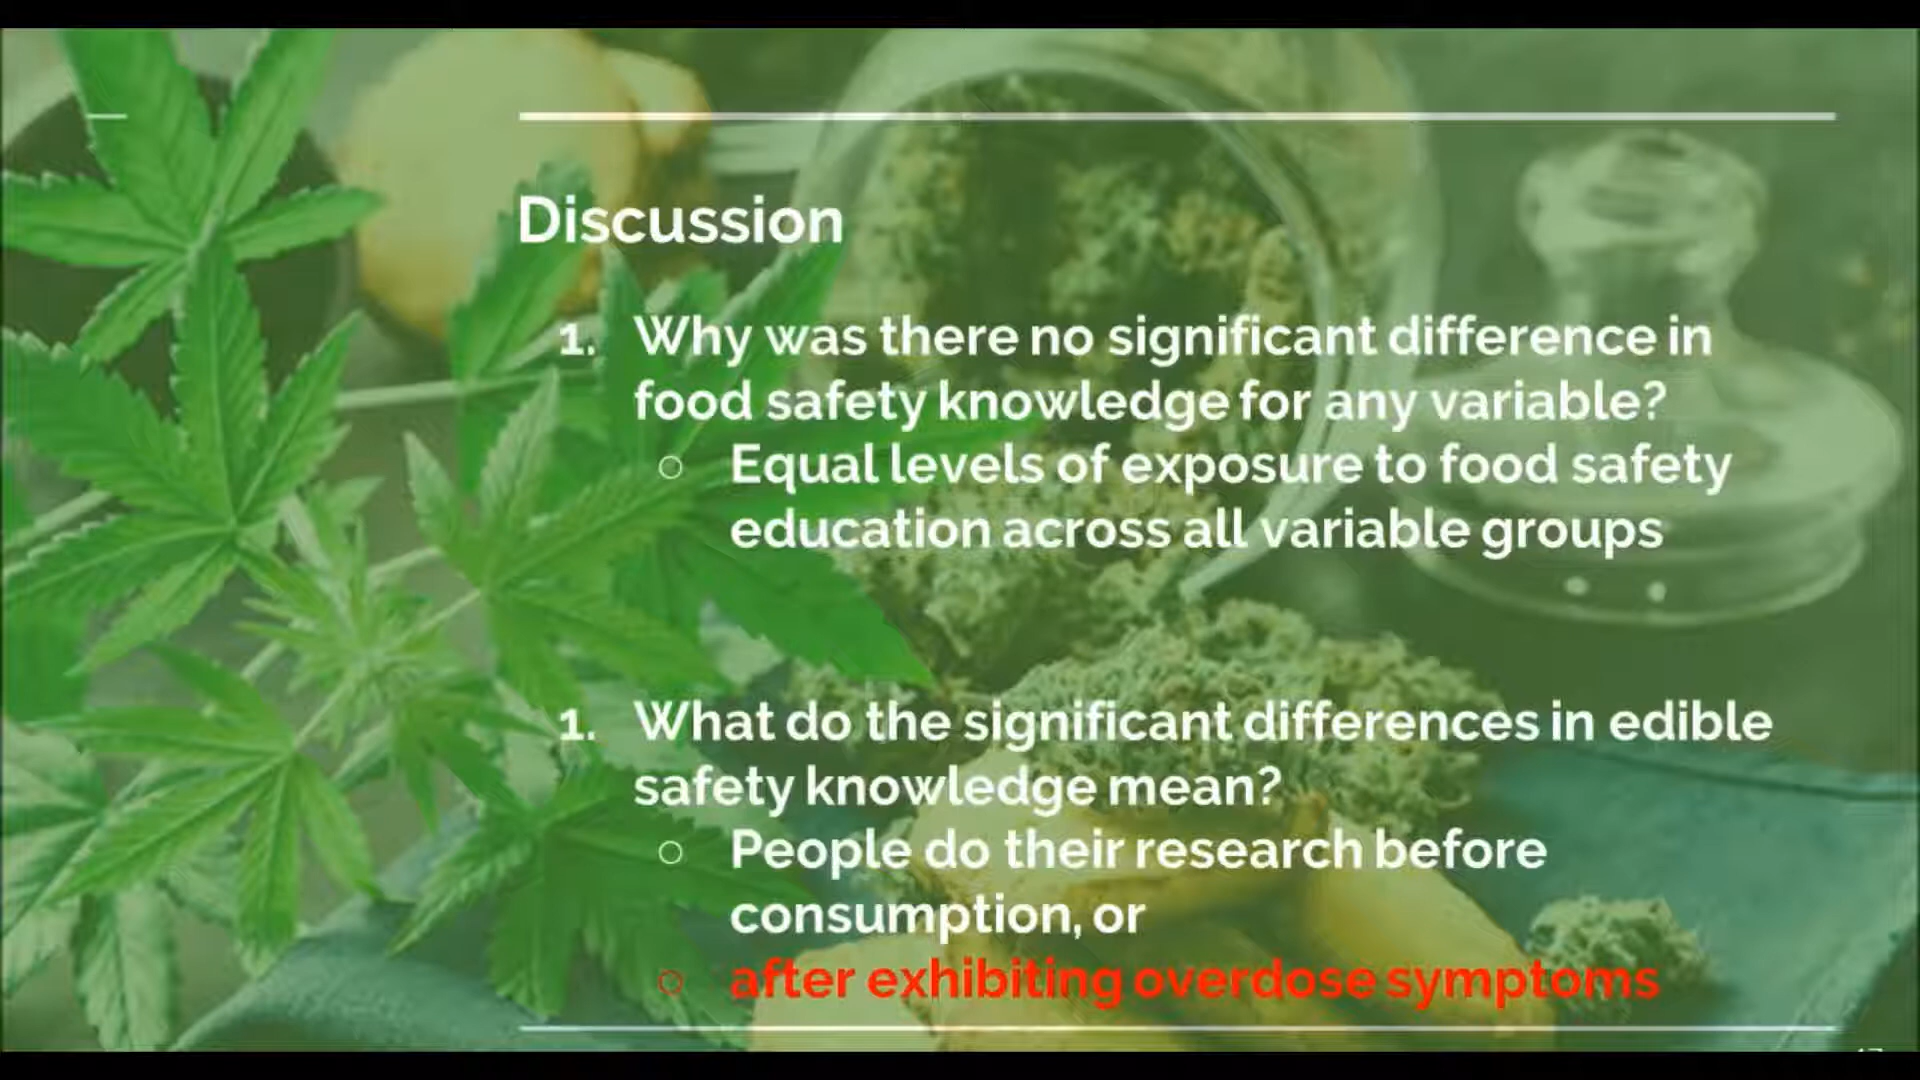 Discussion
1. Why was there no significant difference in
food safety knowledge for any variable?
○ Equal levels of exposure to food safety
education across all variable groups
1. What do the significant differences in edible
safety knowledge mean?
○ People do their research before
consumption, or
○ after exhibiting overdose symptoms